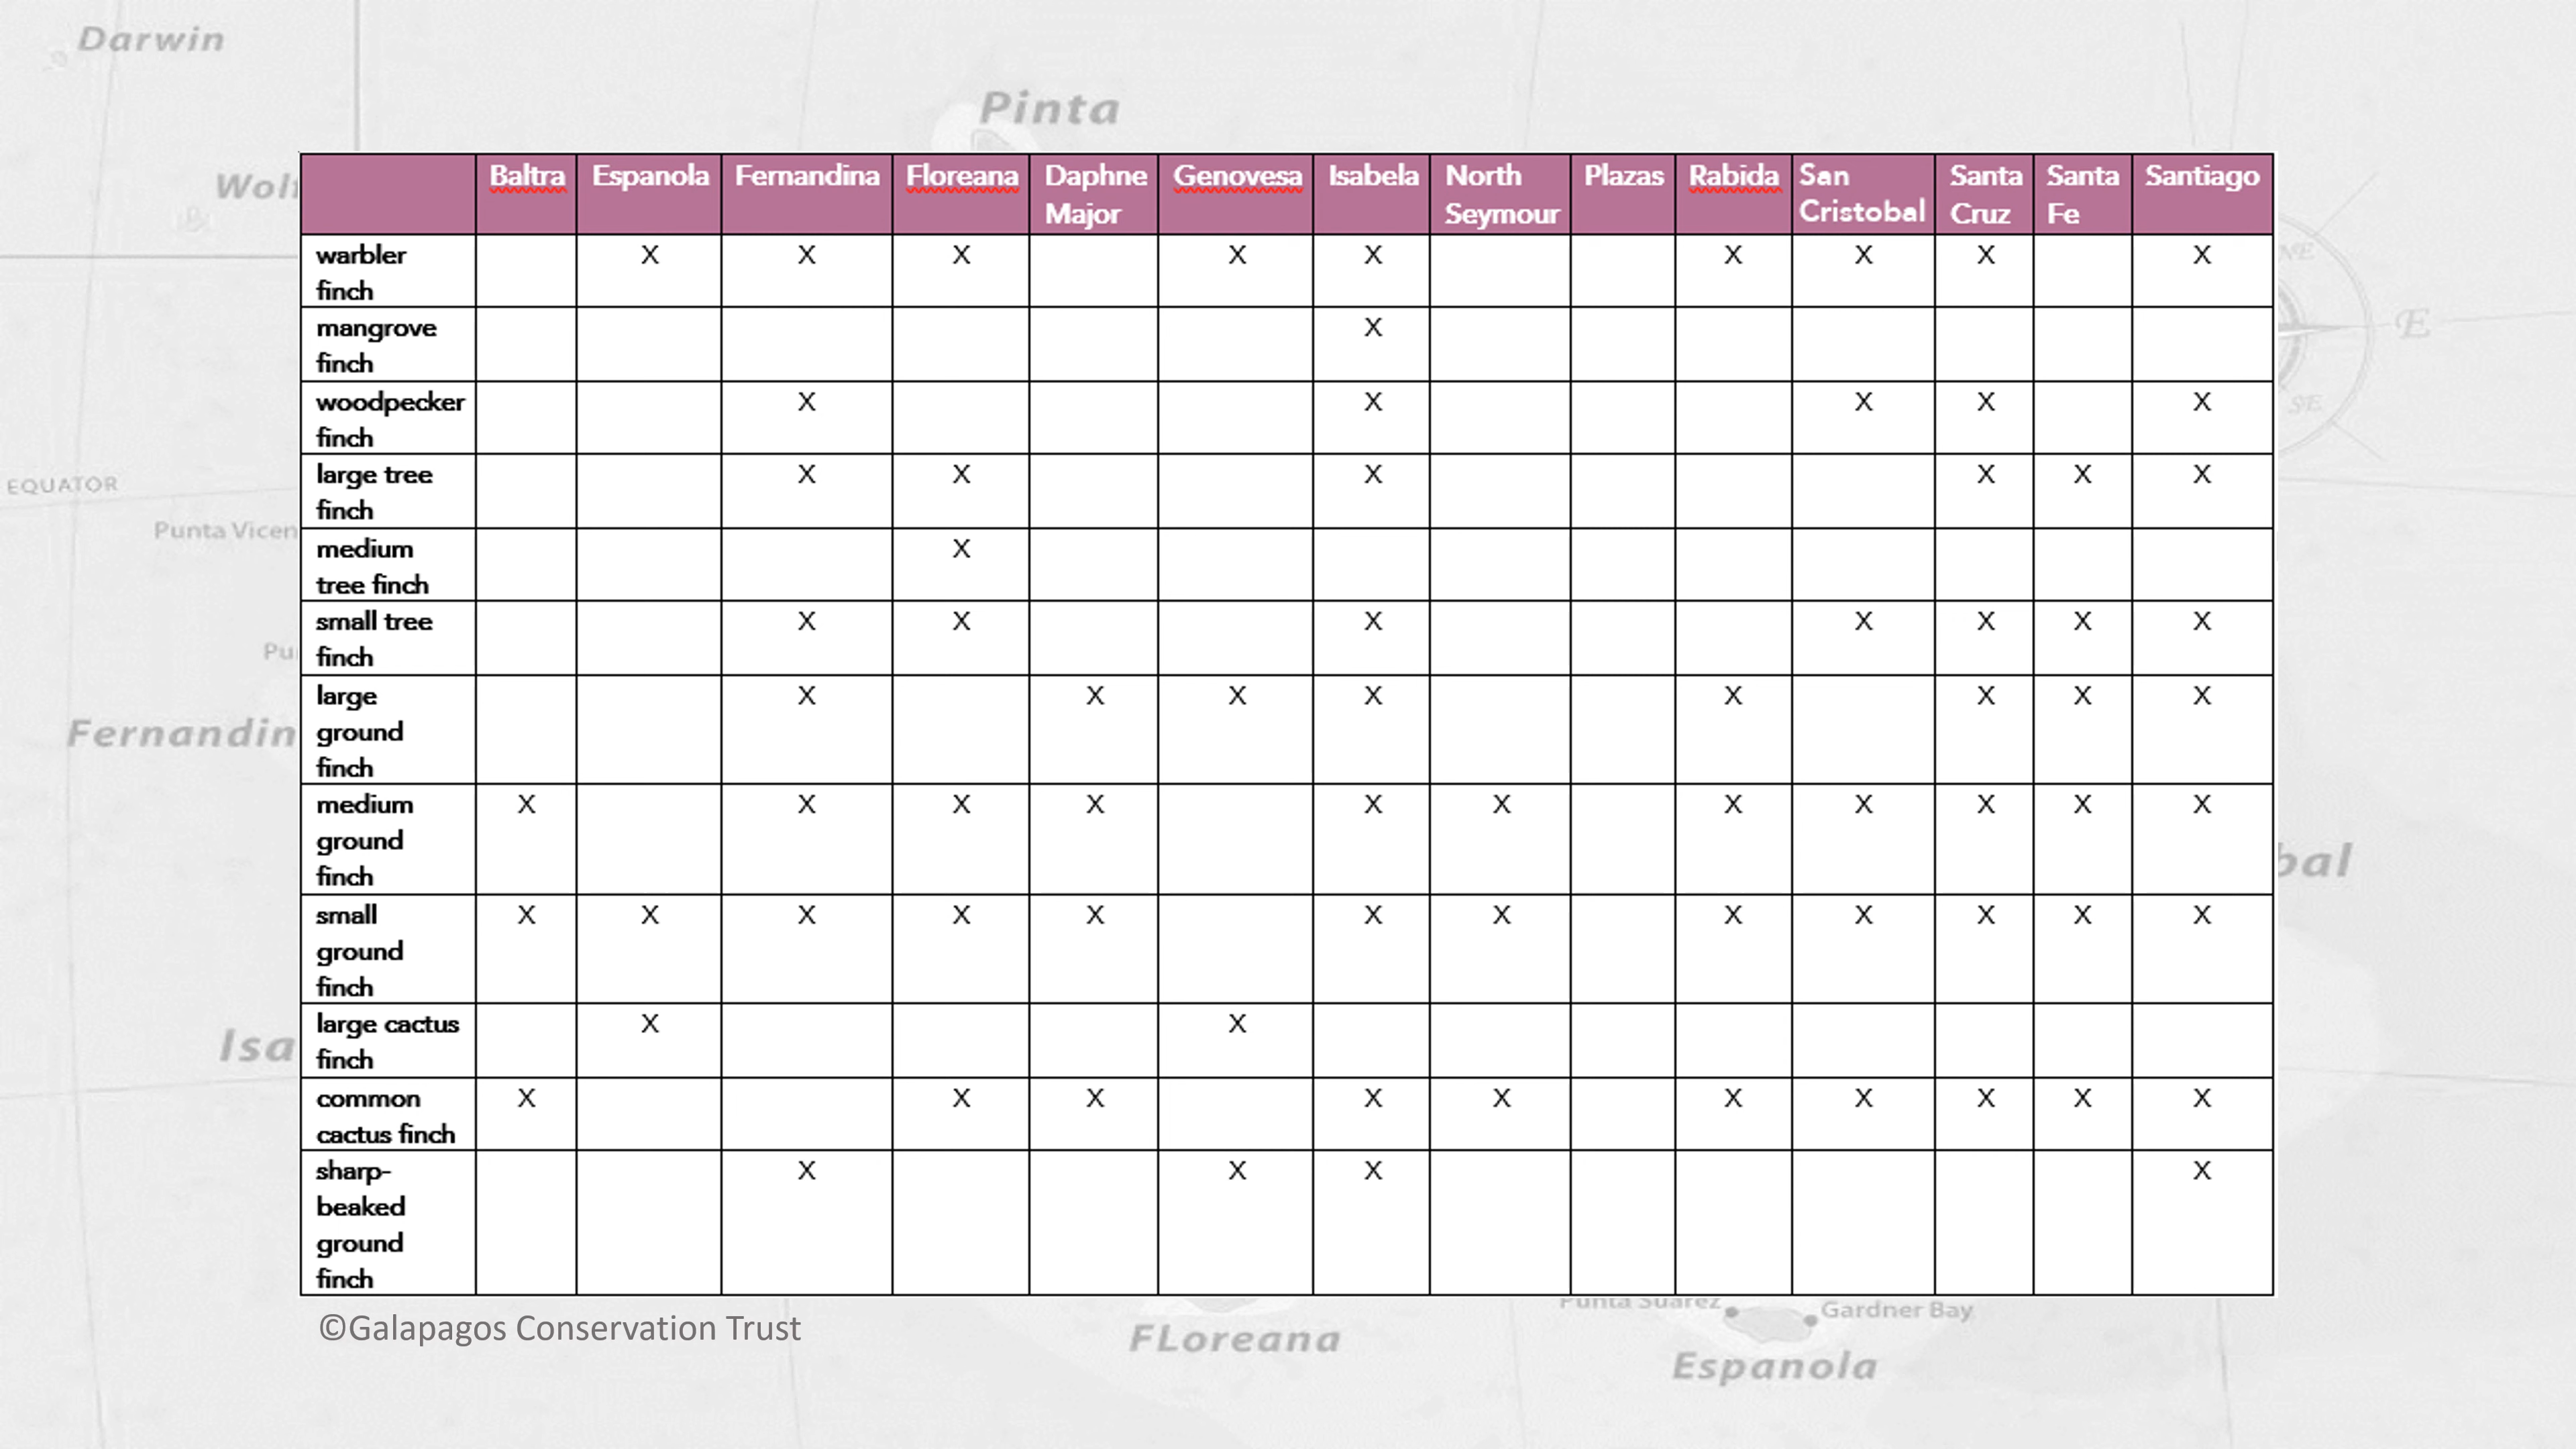 Darwin
Pinta
Baltra Espanola Fernandina Floreana Daphne Major Genovesa Isabela North Seymour Plazas Rabida San Cristobal Santa Cruz Santa Fe Santiago
warbler finch X X X X X X X X X
mangrove finch X
woodpecker finch X X X X X
large tree finch X X X X X X
medium tree finch X
small tree finch X X X X X X X
large ground finch X X X X X X X X
medium ground finch X X X X X X X X X X X
small ground finch X X X X X X X X X X X X
large cactus finch X X
common cactus finch X X X X X X X X X X
sharp-beaked ground finch X X X X
NE
E
SE
EQUATOR
Punta Vicen
Fernandin
bal
Isa
©Galapagos Conservation Trust
Punta Suarez
Gardner Bay
FLoreana
Espanola